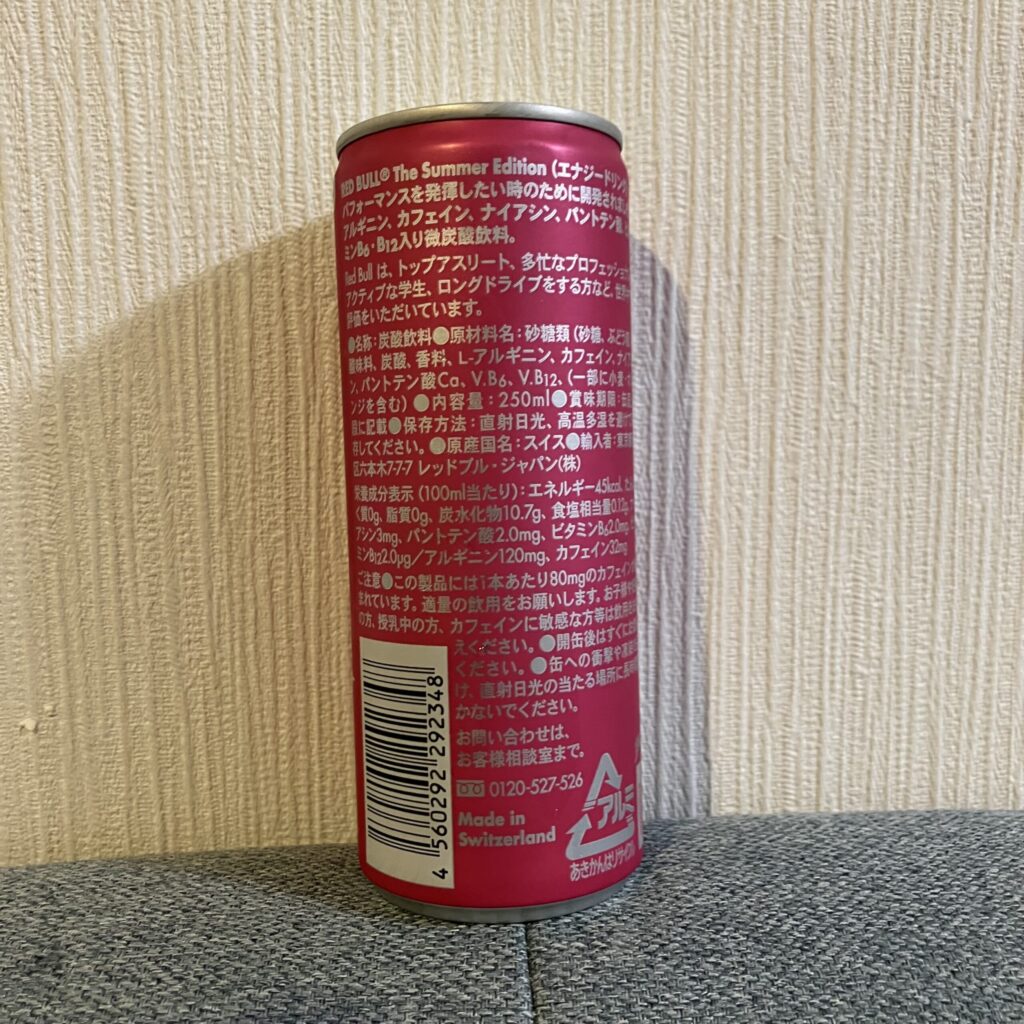 RED BULL® The Summer Edition (エナジードリンク
パフォーマンスを発揮したい時のために開発され
アルギニン、カフェイン、ナイアシン、パントテン酸、
ミンB6・B12入り微炭酸飲料。
Red Bull は、トップアスリート、多忙なプロフェッショ
アクティブな学生、ロングドライブをする方など、世界
評価をいただいています。
●名称:炭酸飲料●原材料名:砂糖類(砂糖、ぶどう
酸味料、炭酸、香料、L-アルギニン、カフェイン、ナイア
ン、パントテン酸Ca、V.B6、V.B12、(一部に小麦・
ンジを含む) ●内容量:250ml●賞味期限:缶
底に記載●保存方法:直射日光、高温多湿を避け
存してください。●原産国名:スイス●輸入者:東京
区六本木7-7-7 レッドブル・ジャパン(株)
栄養成分表示(100ml当たり):エネルギー45kcal、たん
く質0g、脂質0g、炭水化物10.7g、食塩相当量0.12g、
アシン3mg、パントテン酸2.0mg、ビタミンB6 2.0mg、
ミンB12 2.0μg/アルギニン120mg、カフェイン32mg
ご注意●この製品には1本あたり80mgのカフェイン
まれています。適量の飲用をお願いします。お子様や
の方、授乳中の方、カフェインに敏感な方等は飲用を
えください。●開缶後はすぐに
ください。●缶への衝撃や
け、直射日光の当たる場所に長
かないでください。
お問い合わせは、
お客様相談室まで。
0120-527-526
Made in
Switzerland
4 560292 292348
アルミ
あきかんはリサイクル